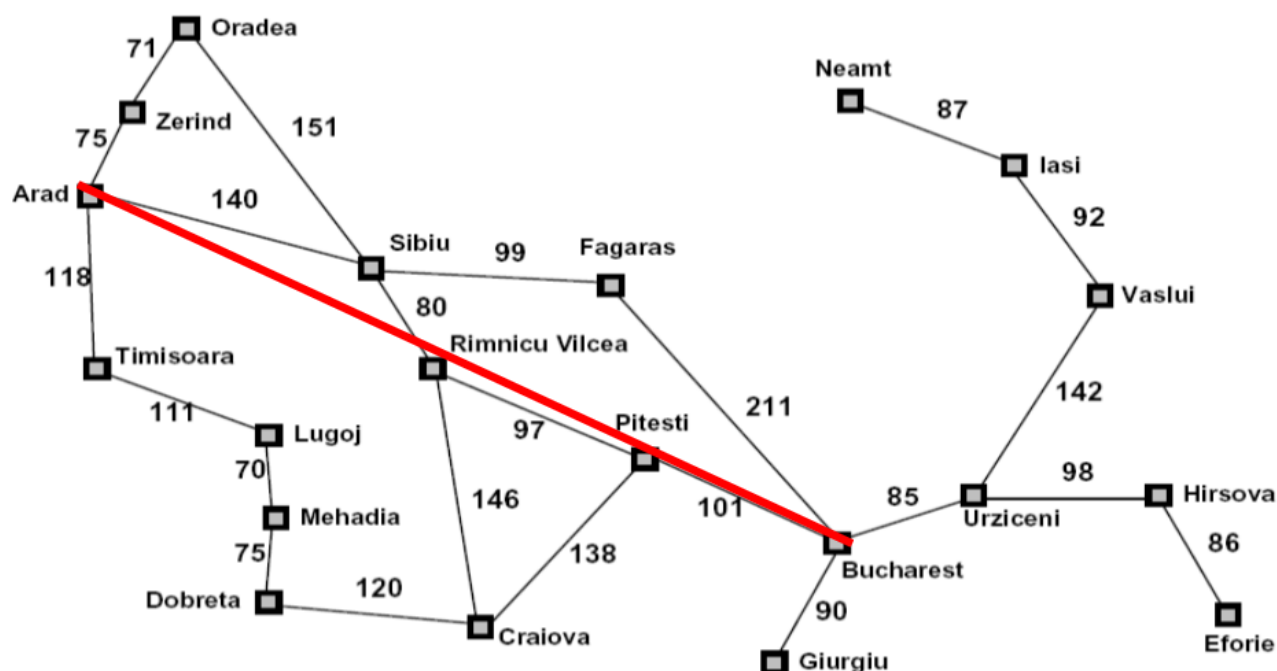 Oradea
71
Neamt
87
Zerind
151
75
Iasi
Arad
140
92
Sibiu
99
Fagaras
118
80
Vaslui
Timisoara
Rimnicu Vilcea
142
111
211
Lugoj
97
Pitesti
70
98
Hirsova
146
101
85
Mehadia
Urziceni
86
75
138
Bucharest
120
Dobreta
90
Craiova
Eforie
Giurgiu